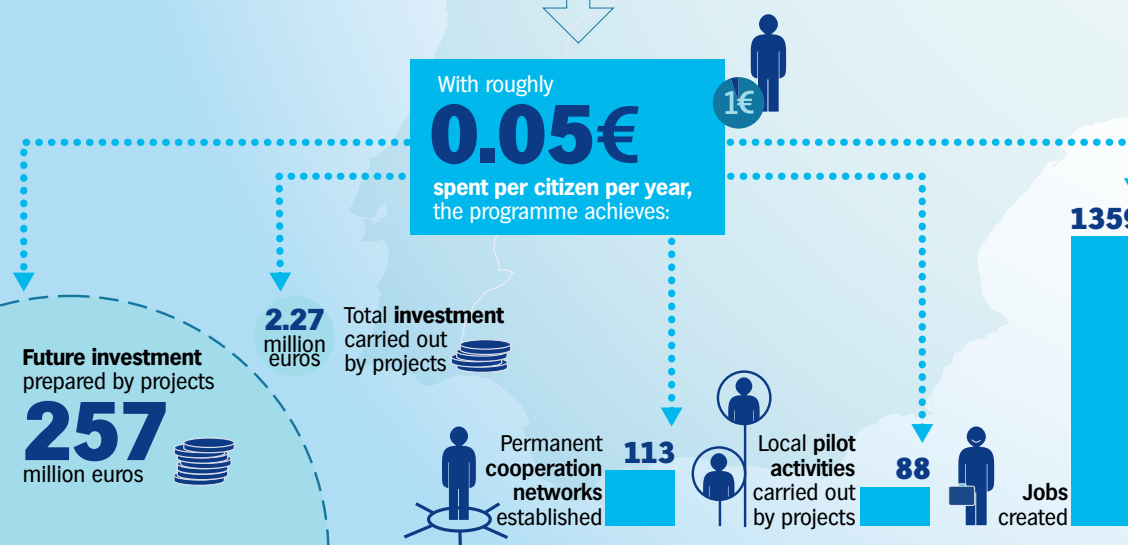 With roughly
0.05€
spent per citizen per year,
the programme achieves:
1€
Future investment
prepared by projects
257
million euros
2.27
million
euros
Total investment
carried out
by projects
Permanent
cooperation
networks
established
113
Local pilot
activities
carried out
by projects
88
Jobs
created
1359